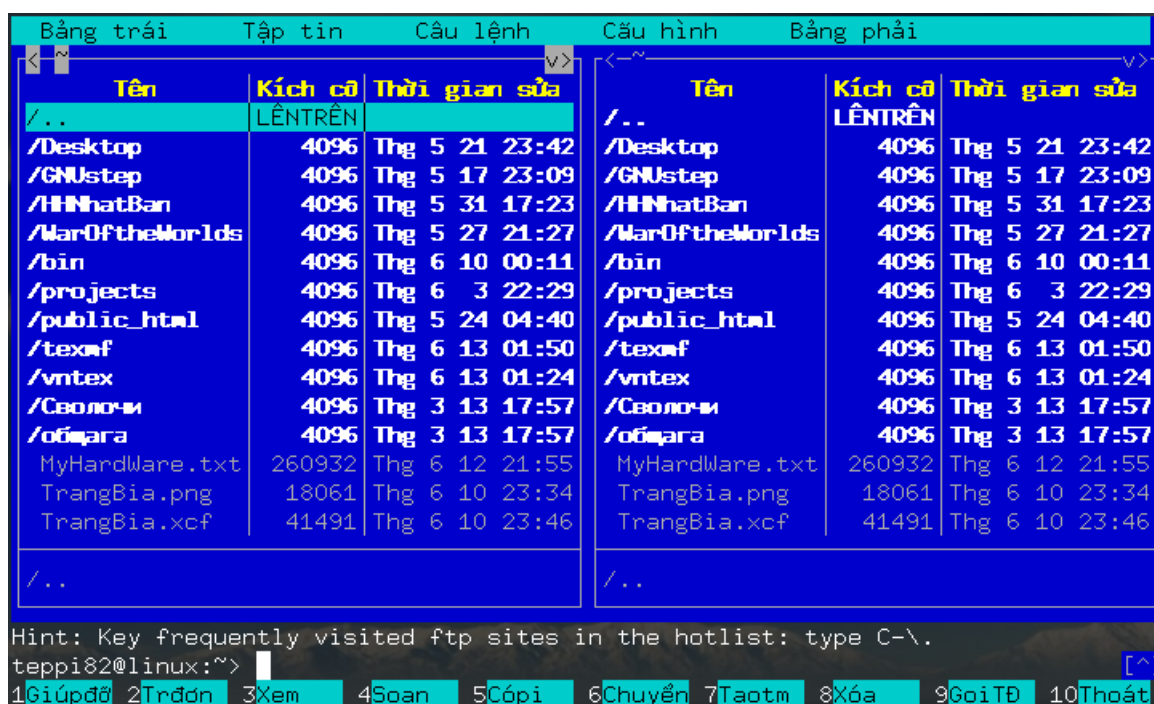 Bảng trái Tập tin Câu lệnh Cấu hình Bảng phải
<-~ v> <-~ v>
Tên Kích cỡ Thời gian sửa Tên Kích cỡ Thời gian sửa
/.. LÊNTRÊN /.. LÊNTRÊN
/Desktop 4096 Thg 5 21 23:42 /Desktop 4096 Thg 5 21 23:42
/GNUstep 4096 Thg 5 17 23:09 /GNUstep 4096 Thg 5 17 23:09
/HHNhatBan 4096 Thg 5 31 17:23 /HHNhatBan 4096 Thg 5 31 17:23
/WarOftheWorlds 4096 Thg 5 27 21:27 /WarOftheWorlds 4096 Thg 5 27 21:27
/bin 4096 Thg 6 10 00:11 /bin 4096 Thg 6 10 00:11
/projects 4096 Thg 6 3 22:29 /projects 4096 Thg 6 3 22:29
/public_html 4096 Thg 5 24 04:40 /public_html 4096 Thg 5 24 04:40
/texmf 4096 Thg 6 13 01:50 /texmf 4096 Thg 6 13 01:50
/vntex 4096 Thg 6 13 01:24 /vntex 4096 Thg 6 13 01:24
/Сволочи 4096 Thg 3 13 17:57 /Сволочи 4096 Thg 3 13 17:57
/общага 4096 Thg 3 13 17:57 /общага 4096 Thg 3 13 17:57
MyHardWare.txt 260932 Thg 6 12 21:55 MyHardWare.txt 260932 Thg 6 12 21:55
TrangBia.png 18061 Thg 6 10 23:34 TrangBia.png 18061 Thg 6 10 23:34
TrangBia.xcf 41491 Thg 6 10 23:46 TrangBia.xcf 41491 Thg 6 10 23:46
/.. /..
Hint: Key frequently visited ftp sites in the hotlist: type C-\.
teppi82@linux:~> [^
1Giúpđỡ 2Trđơn 3Xem 4Soạn 5Cópi 6Chuyển 7Taọtm 8Xóa 9GọiTĐ 10Thoát